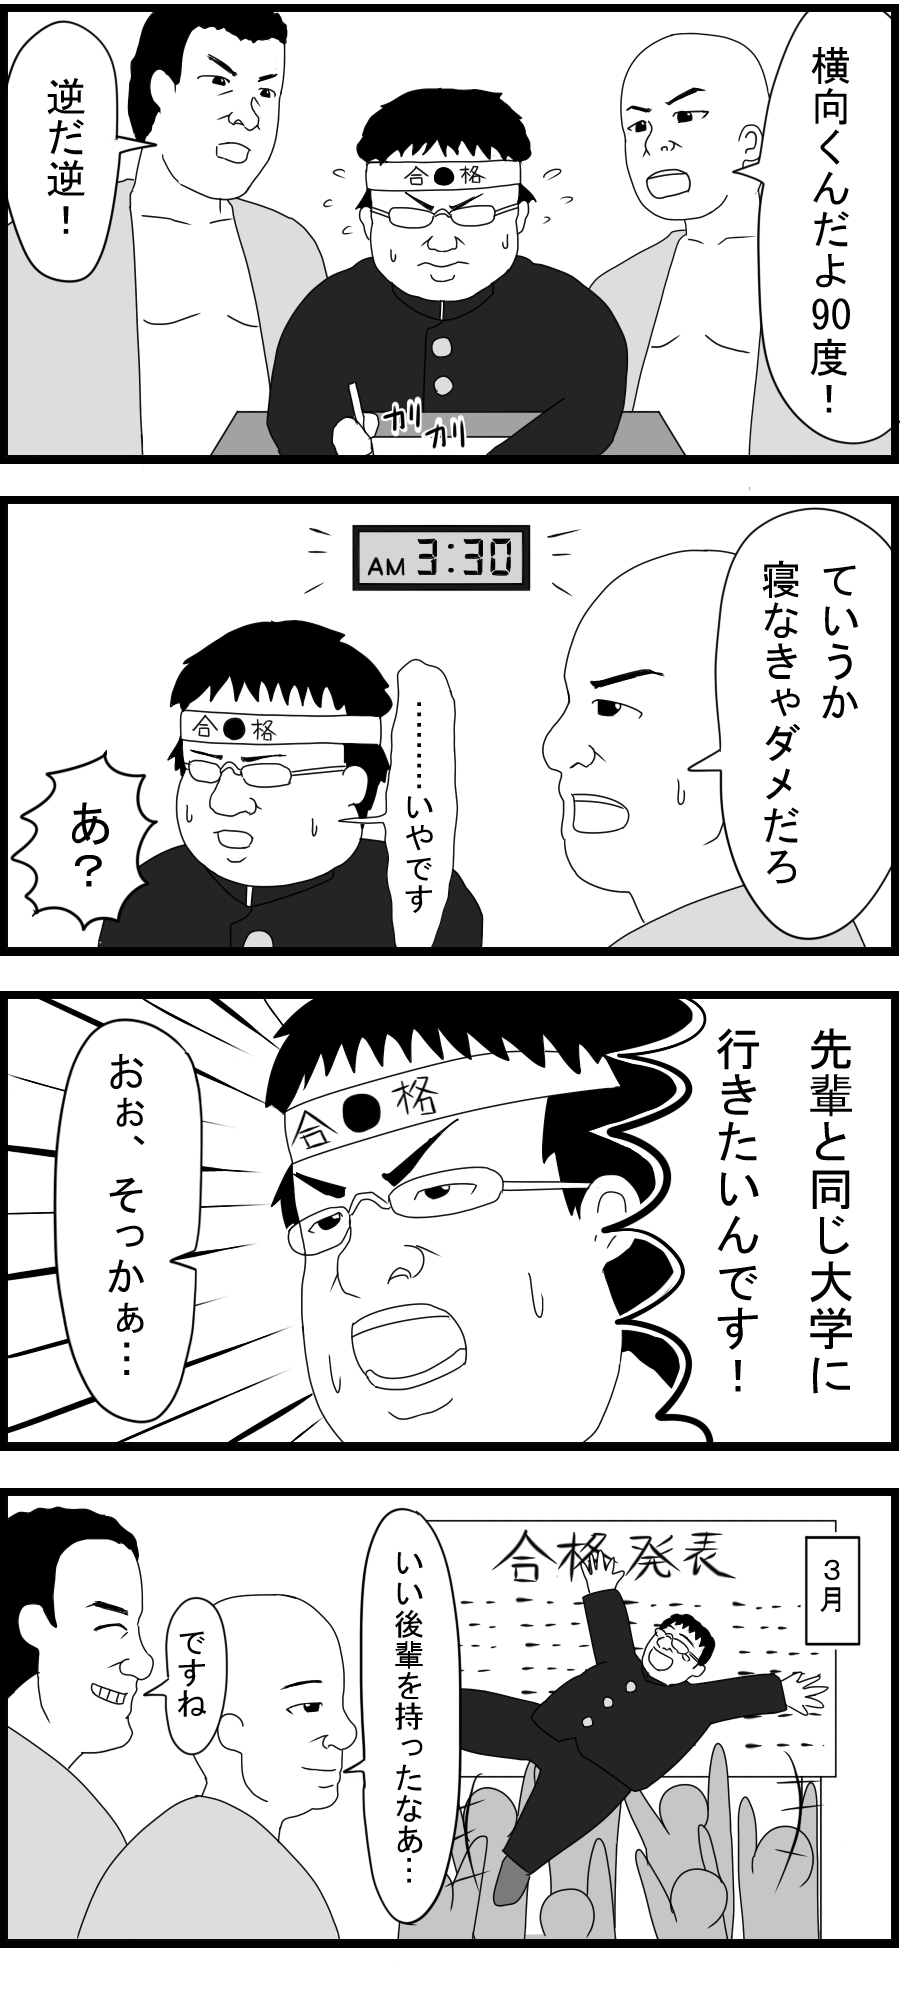 横向くんだよ90度！
逆だ逆！
合●格
ガリ
ガリ
AM 3:30
ていうか
寝なきゃダメだろ
………いやです
合●格
あ？
先輩と同じ大学に
行きたいんです！
合●格
おぉ、そっかぁ…
3月
合格発表
いい後輩を持ったなあ…
ですね